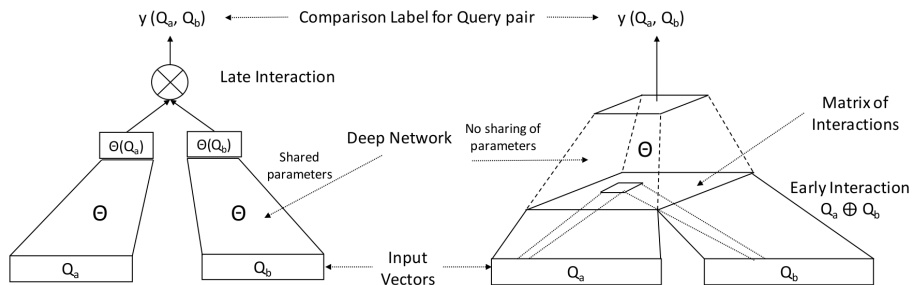 y (Qa, Qb)
Comparison Label for Query pair
y (Qa, Qb)
Late Interaction
Θ(Qa)
Θ(Qb)
Deep Network
Shared
parameters
Θ
Θ
Qa
Qb
Input
Vectors
No sharing of
parameters
Θ
Matrix of
Interactions
Early Interaction
Qa ⊕ Qb
Qa
Qb